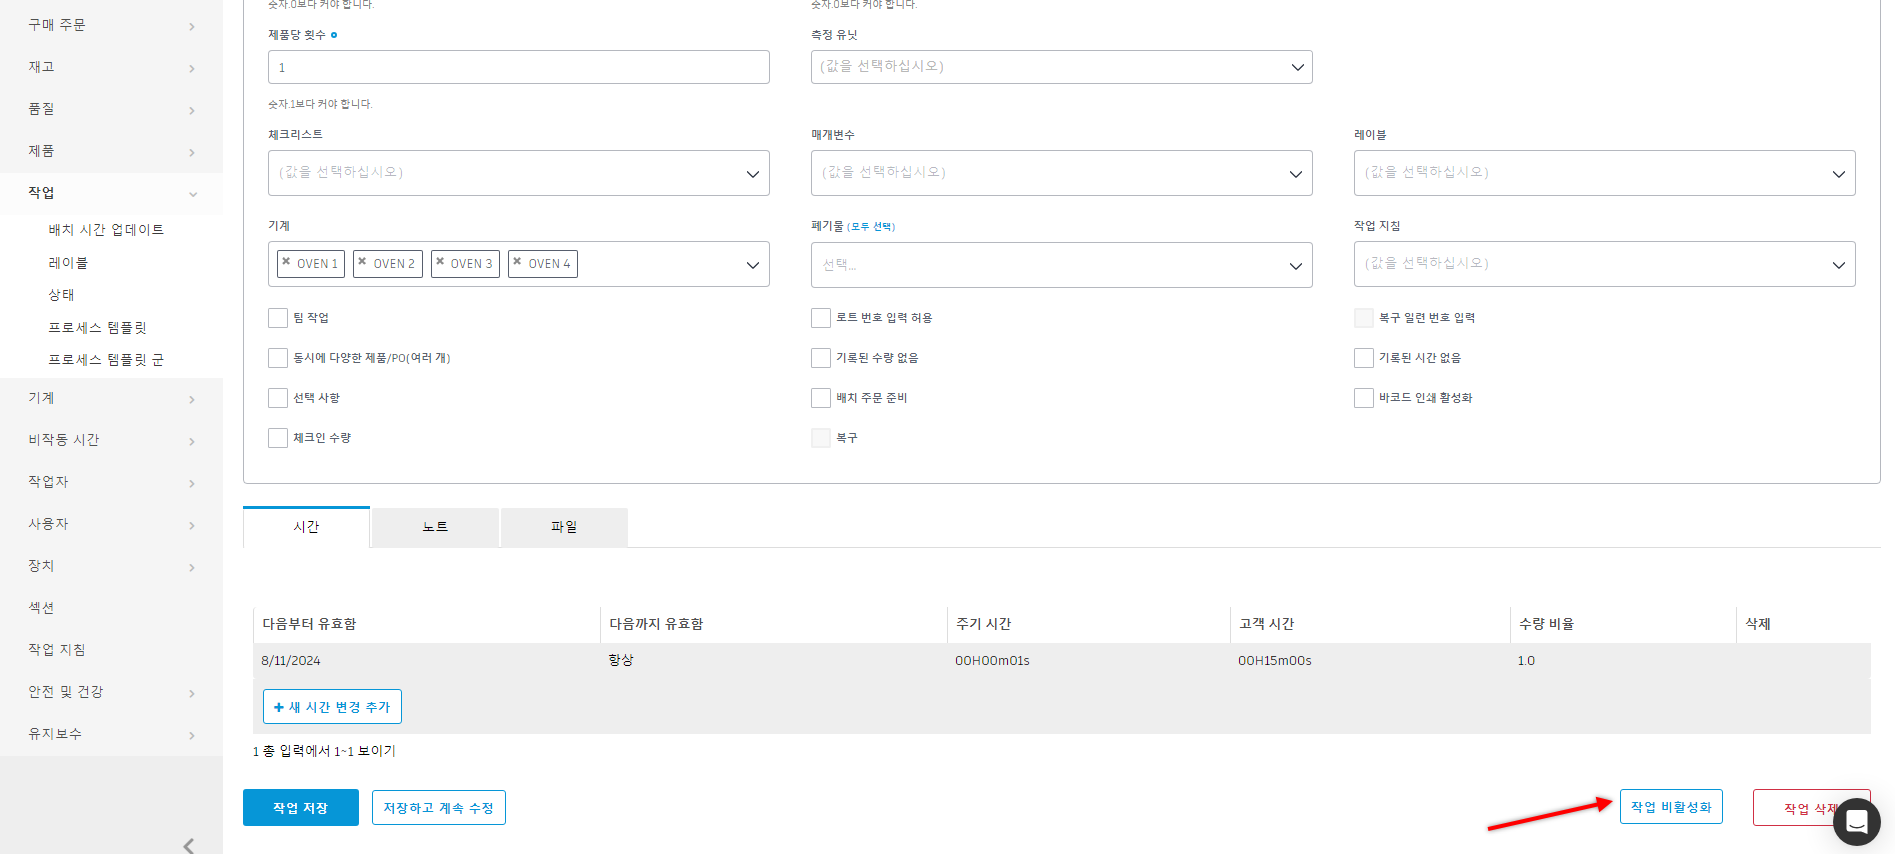 구매 주문
재고
품질
제품
작업
배치 시간 업데이트
레이블
상태
프로세스 템플릿
프로세스 템플릿 군
기계
비작동 시간
작업자
사용자
장치
섹션
작업 지침
안전 및 건강
유지보수
숫자.0보다 커야 합니다.
숫자.0보다 커야 합니다.
제품당 횟수
측정 유닛
1
(값을 선택하십시오)
숫자.1보다 커야 합니다.
체크리스트
매개변수
레이블
(값을 선택하십시오)
(값을 선택하십시오)
(값을 선택하십시오)
기계
폐기물 (모두 선택)
작업 지침
× OVEN 1 × OVEN 2 × OVEN 3 × OVEN 4
선택...
(값을 선택하십시오)
팀 작업
로트 번호 입력 허용
복구 일련 번호 입력
동시에 다양한 제품/PO(여러 개)
기록된 수량 없음
기록된 시간 없음
선택 사항
배치 주문 준비
바코드 인쇄 활성화
체크인 수량
복구
시간
노트
파일
다음부터 유효함 다음까지 유효함 주기 시간 고객 시간 수량 비율 삭제
8/11/2024 항상 00H00m01s 00H15m00s 1.0
+ 새 시간 변경 추가
1 총 입력에서 1~1 보이기
작업 저장
저장하고 계속 수정
작업 비활성화
작업 삭제